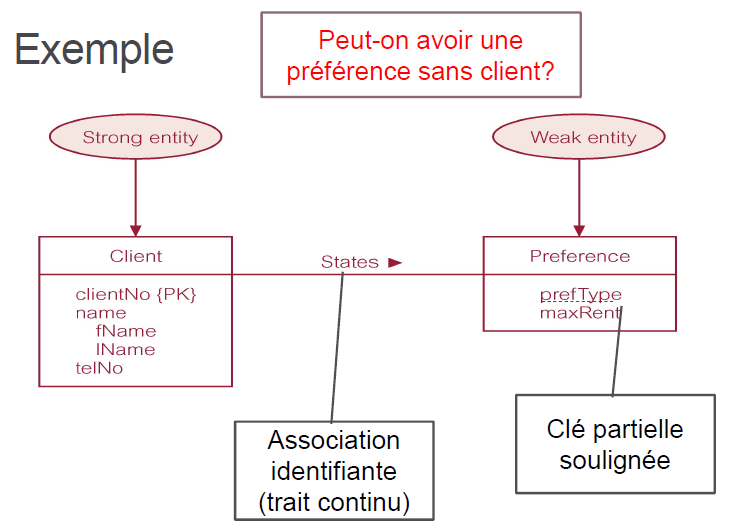 Exemple
Peut-on avoir une
préférence sans client?
Strong entity
Weak entity
Client
States ►
Preference
clientNo {PK}
name
fName
lName
telNo
prefType
maxRent
Association
identifiante
(trait continu)
Clé partielle
soulignée